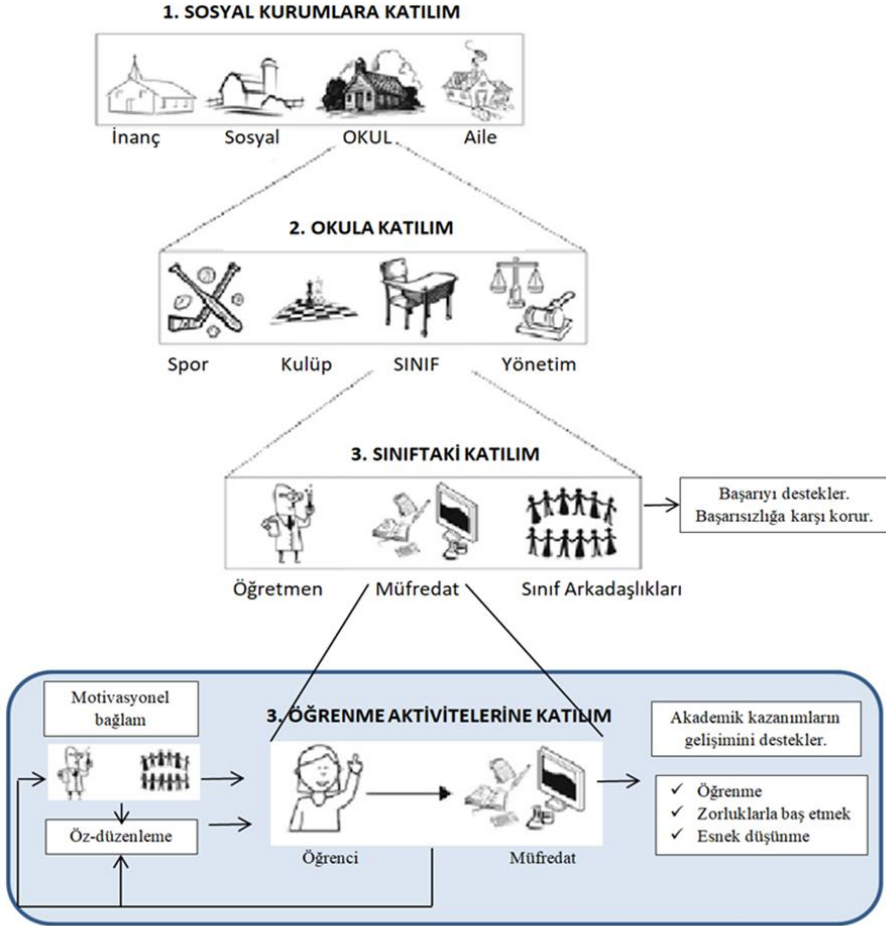 1. SOSYAL KURUMLARA KATILIM
İnanç Sosyal OKUL Aile
2. OKULA KATILIM
Spor Kulüp SINIF Yönetim
3. SINIFTAKİ KATILIM
Başarıyı destekler.
Başarısızlığa karşı korur.
Öğretmen Müfredat Sınıf Arkadaşlıkları
Motivasyonel
bağlam
3. ÖĞRENME AKTİVİTELERİNE KATILIM
Akademik kazanımların
gelişimini destekler.
✓ Öğrenme
✓ Zorluklarla baş etmek
✓ Esnek düşünme
Öz-düzenleme
Öğrenci Müfredat